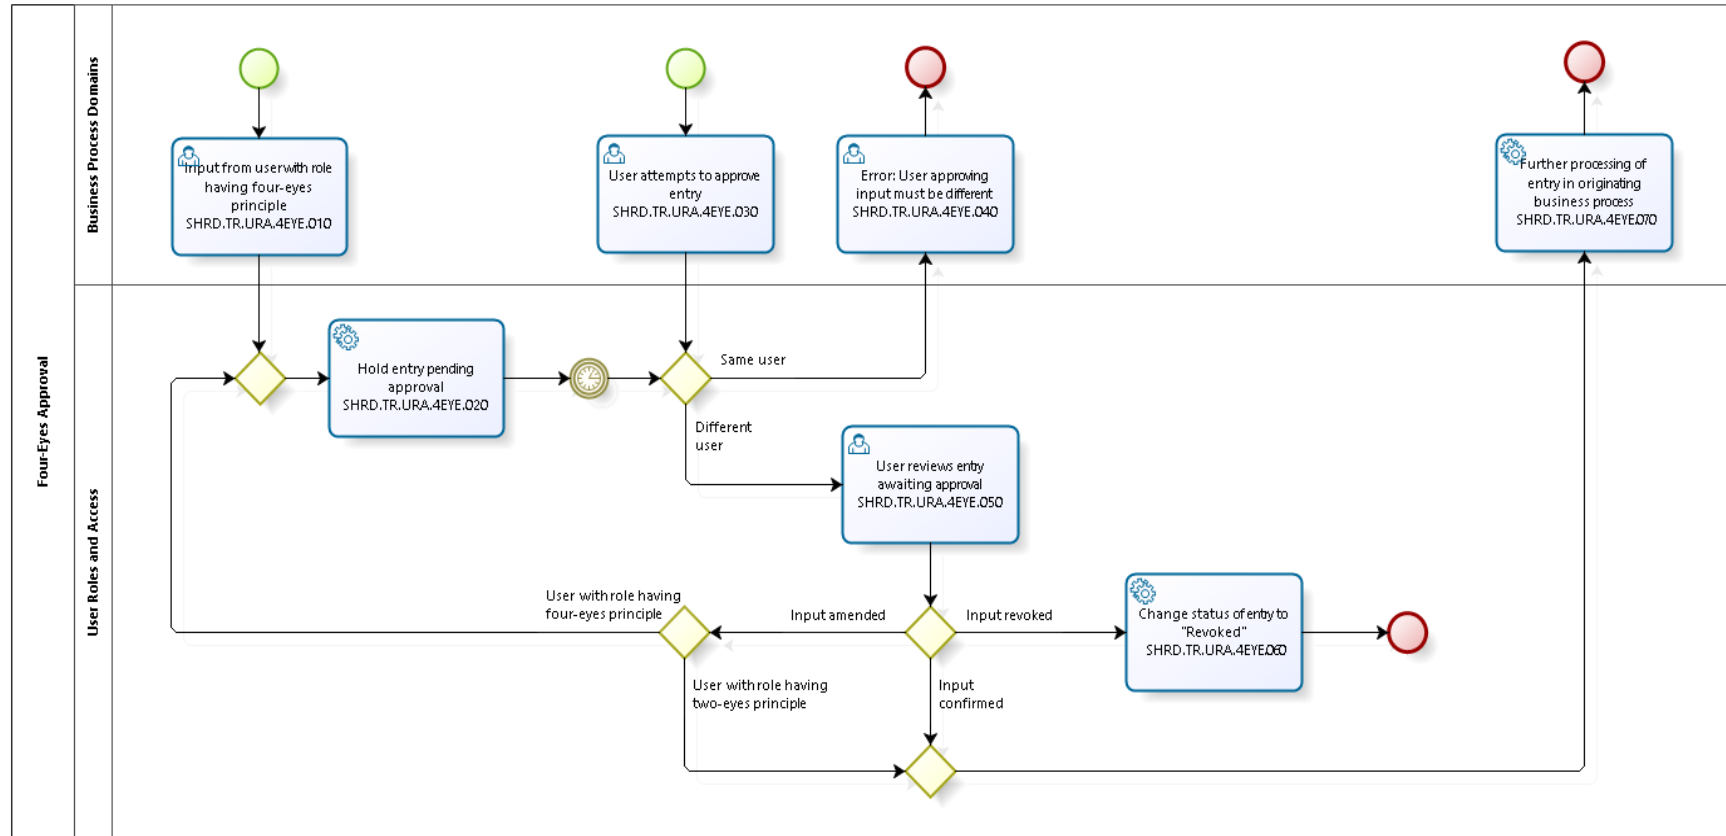 Four-Eyes Approval
Business Process Domains
User Roles and Access
Input from user with role
having four-eyes
principle
SHRD.TR.URA.4EYE.010
User attempts to approve
entry
SHRD.TR.URA.4EYE.030
Error: User approving
input must be different
SHRD.TR.URA.4EYE.040
Further processing of
entry in originating
business process
SHRD.TR.URA.4EYE.070
Hold entry pending
approval
SHRD.TR.URA.4EYE.020
Same user
Different
user
User reviews entry
awaiting approval
SHRD.TR.URA.4EYE.050
User with role having
four-eyes principle
Input amended
Input revoked
Change status of entry to
"Revoked"
SHRD.TR.URA.4EYE.060
User with role having
two-eyes principle
Input
confirmed